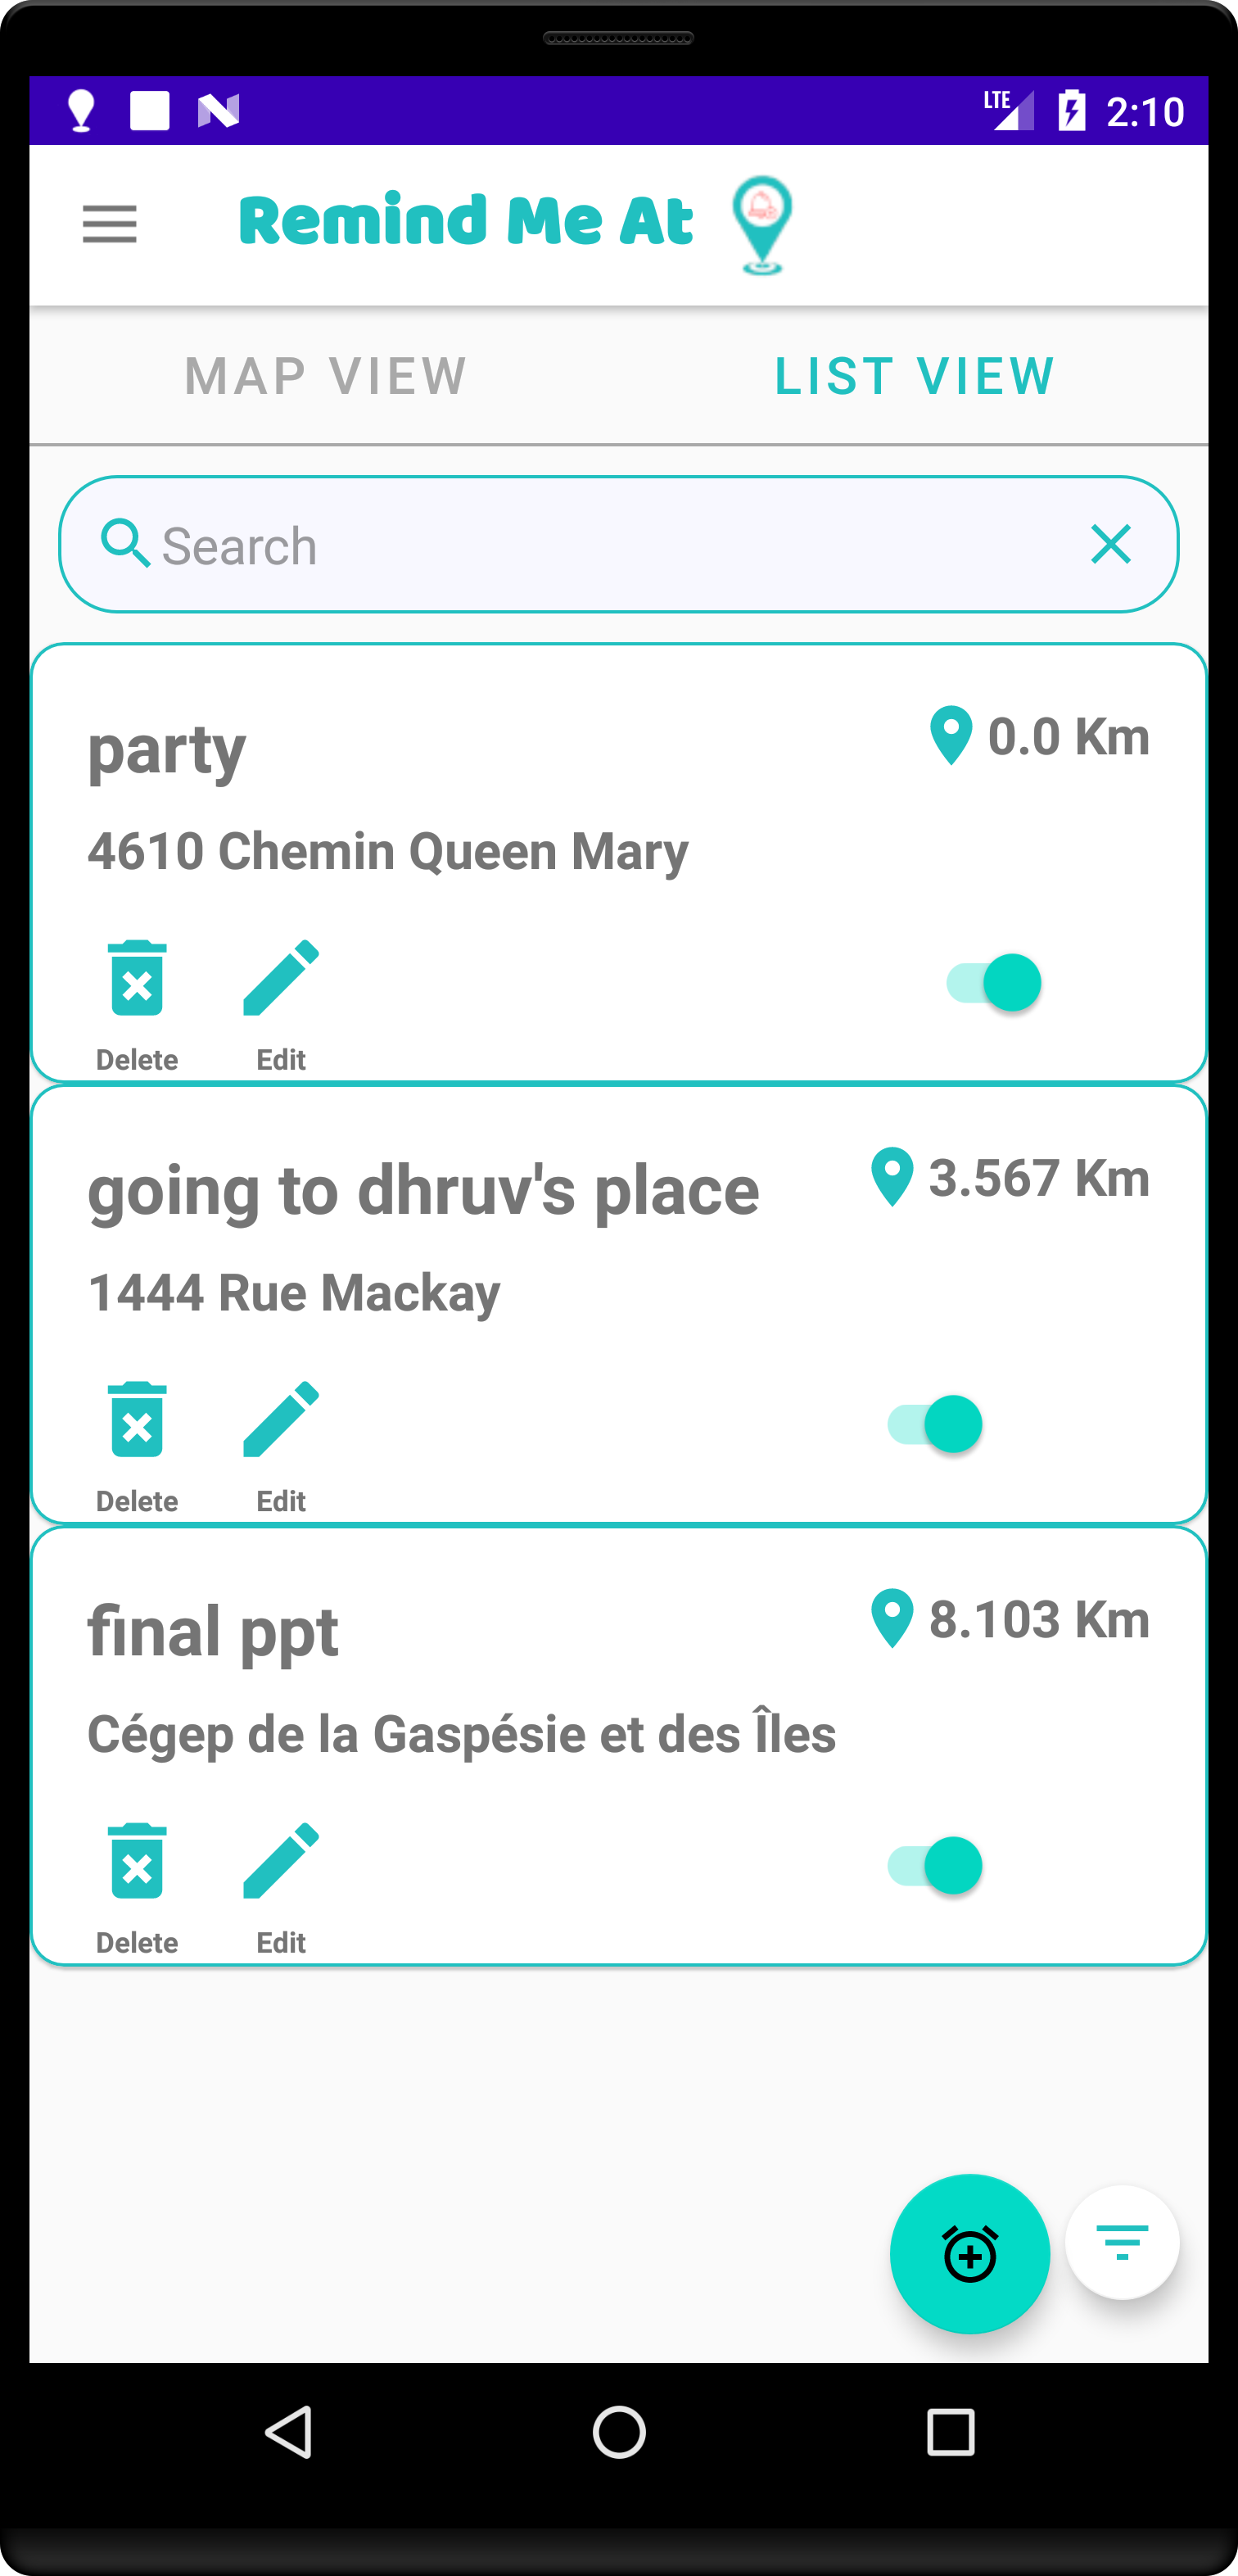 LTE 2:10
Remind Me At
MAP VIEW LIST VIEW
Search
party 0.0 Km
4610 Chemin Queen Mary
Delete Edit
going to dhruv's place 3.567 Km
1444 Rue Mackay
Delete Edit
final ppt 8.103 Km
Cégep de la Gaspésie et des Îles
Delete Edit